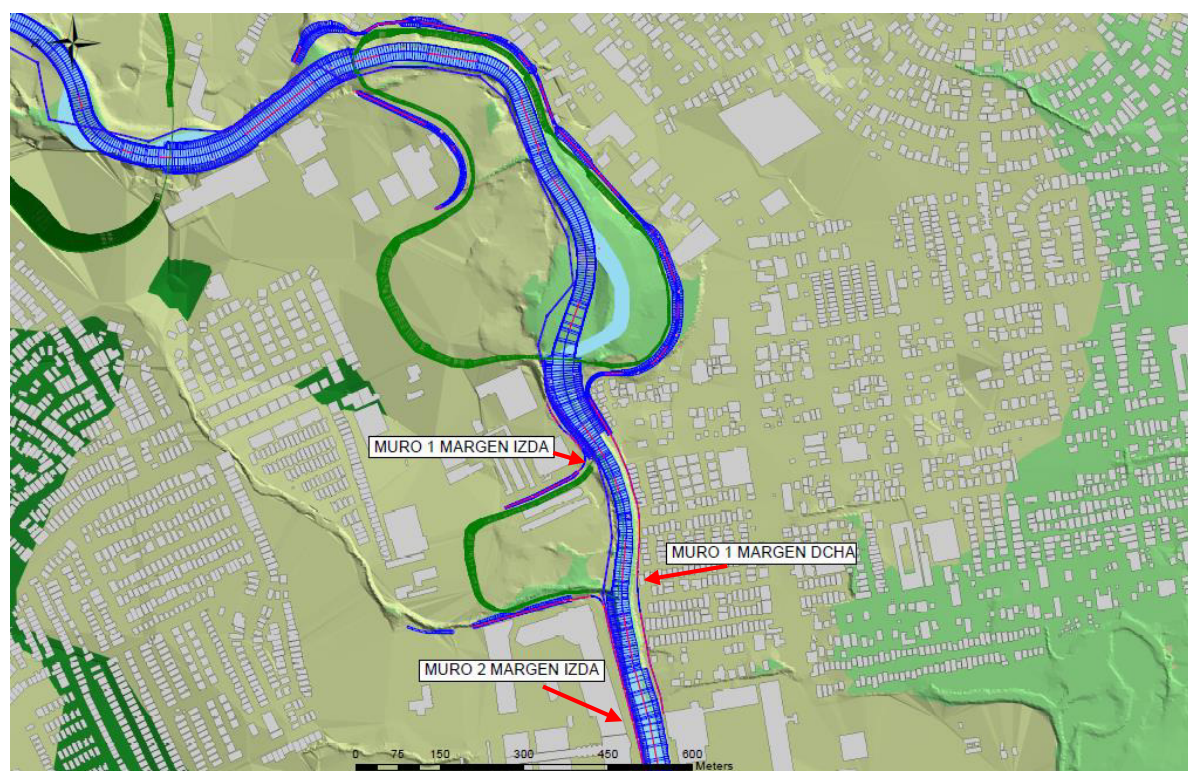 MURO 1 MARGEN IZDA
MURO 1 MARGEN DCHA
MURO 2 MARGEN IZDA
0 75 150 300 450 600
Meters